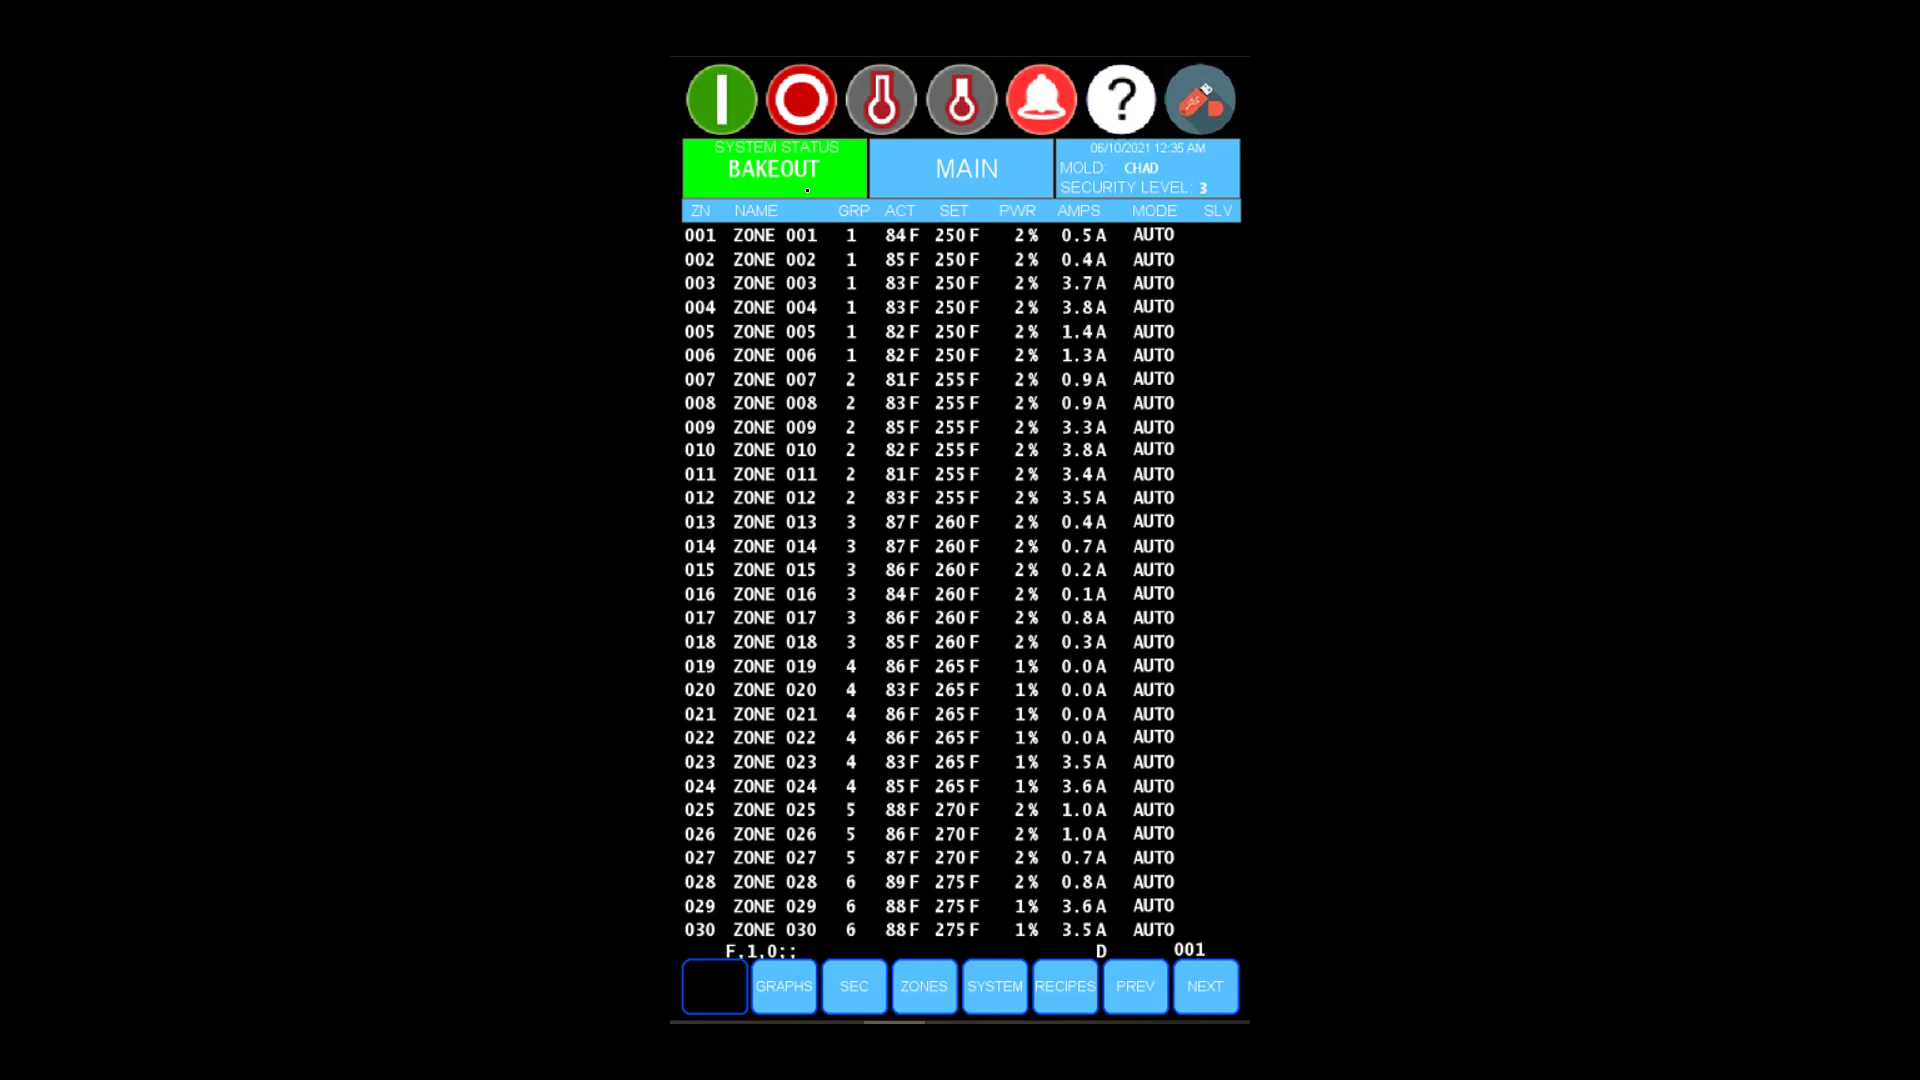 ?
SYSTEM STATUS
BAKEOUT
MAIN
06/10/2021 12:35 AM
MOLD: CHAD
SECURITY LEVEL: 3
ZN NAME GRP ACT SET PWR AMPS MODE SLV
001 ZONE 001 1 84 F 250 F 2 % 0.5 A AUTO
002 ZONE 002 1 85 F 250 F 2 % 0.4 A AUTO
003 ZONE 003 1 83 F 250 F 2 % 3.7 A AUTO
004 ZONE 004 1 83 F 250 F 2 % 3.8 A AUTO
005 ZONE 005 1 82 F 250 F 2 % 1.4 A AUTO
006 ZONE 006 1 82 F 250 F 2 % 1.3 A AUTO
007 ZONE 007 2 81 F 255 F 2 % 0.9 A AUTO
008 ZONE 008 2 83 F 255 F 2 % 0.9 A AUTO
009 ZONE 009 2 85 F 255 F 2 % 3.3 A AUTO
010 ZONE 010 2 82 F 255 F 2 % 3.8 A AUTO
011 ZONE 011 2 81 F 255 F 2 % 3.4 A AUTO
012 ZONE 012 2 83 F 255 F 2 % 3.5 A AUTO
013 ZONE 013 3 87 F 260 F 2 % 0.4 A AUTO
014 ZONE 014 3 87 F 260 F 2 % 0.7 A AUTO
015 ZONE 015 3 86 F 260 F 2 % 0.2 A AUTO
016 ZONE 016 3 84 F 260 F 2 % 0.1 A AUTO
017 ZONE 017 3 86 F 260 F 2 % 0.8 A AUTO
018 ZONE 018 3 85 F 260 F 2 % 0.3 A AUTO
019 ZONE 019 4 86 F 265 F 1 % 0.0 A AUTO
020 ZONE 020 4 83 F 265 F 1 % 0.0 A AUTO
021 ZONE 021 4 86 F 265 F 1 % 0.0 A AUTO
022 ZONE 022 4 86 F 265 F 1 % 0.0 A AUTO
023 ZONE 023 4 83 F 265 F 1 % 3.5 A AUTO
024 ZONE 024 4 85 F 265 F 1 % 3.6 A AUTO
025 ZONE 025 5 88 F 270 F 2 % 1.0 A AUTO
026 ZONE 026 5 86 F 270 F 2 % 1.0 A AUTO
027 ZONE 027 5 87 F 270 F 2 % 0.7 A AUTO
028 ZONE 028 6 89 F 275 F 2 % 0.8 A AUTO
029 ZONE 029 6 88 F 275 F 1 % 3.6 A AUTO
030 ZONE 030 6 88 F 275 F 1 % 3.5 A AUTO
F,1,0;; D 001
GRAPHS SEC ZONES SYSTEM RECIPES PREV NEXT